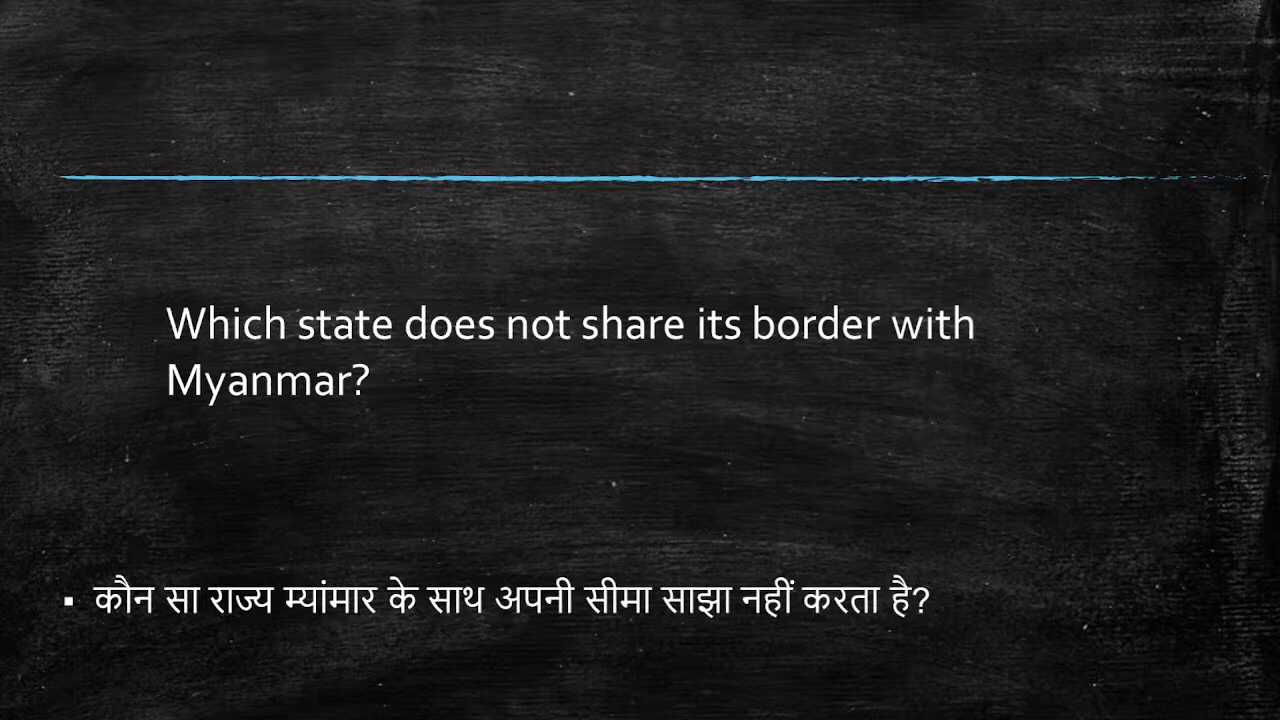 Which state does not share its border with
Myanmar?
▪ कौन सा राज्य म्यांमार के साथ अपनी सीमा साझा नहीं करता है?